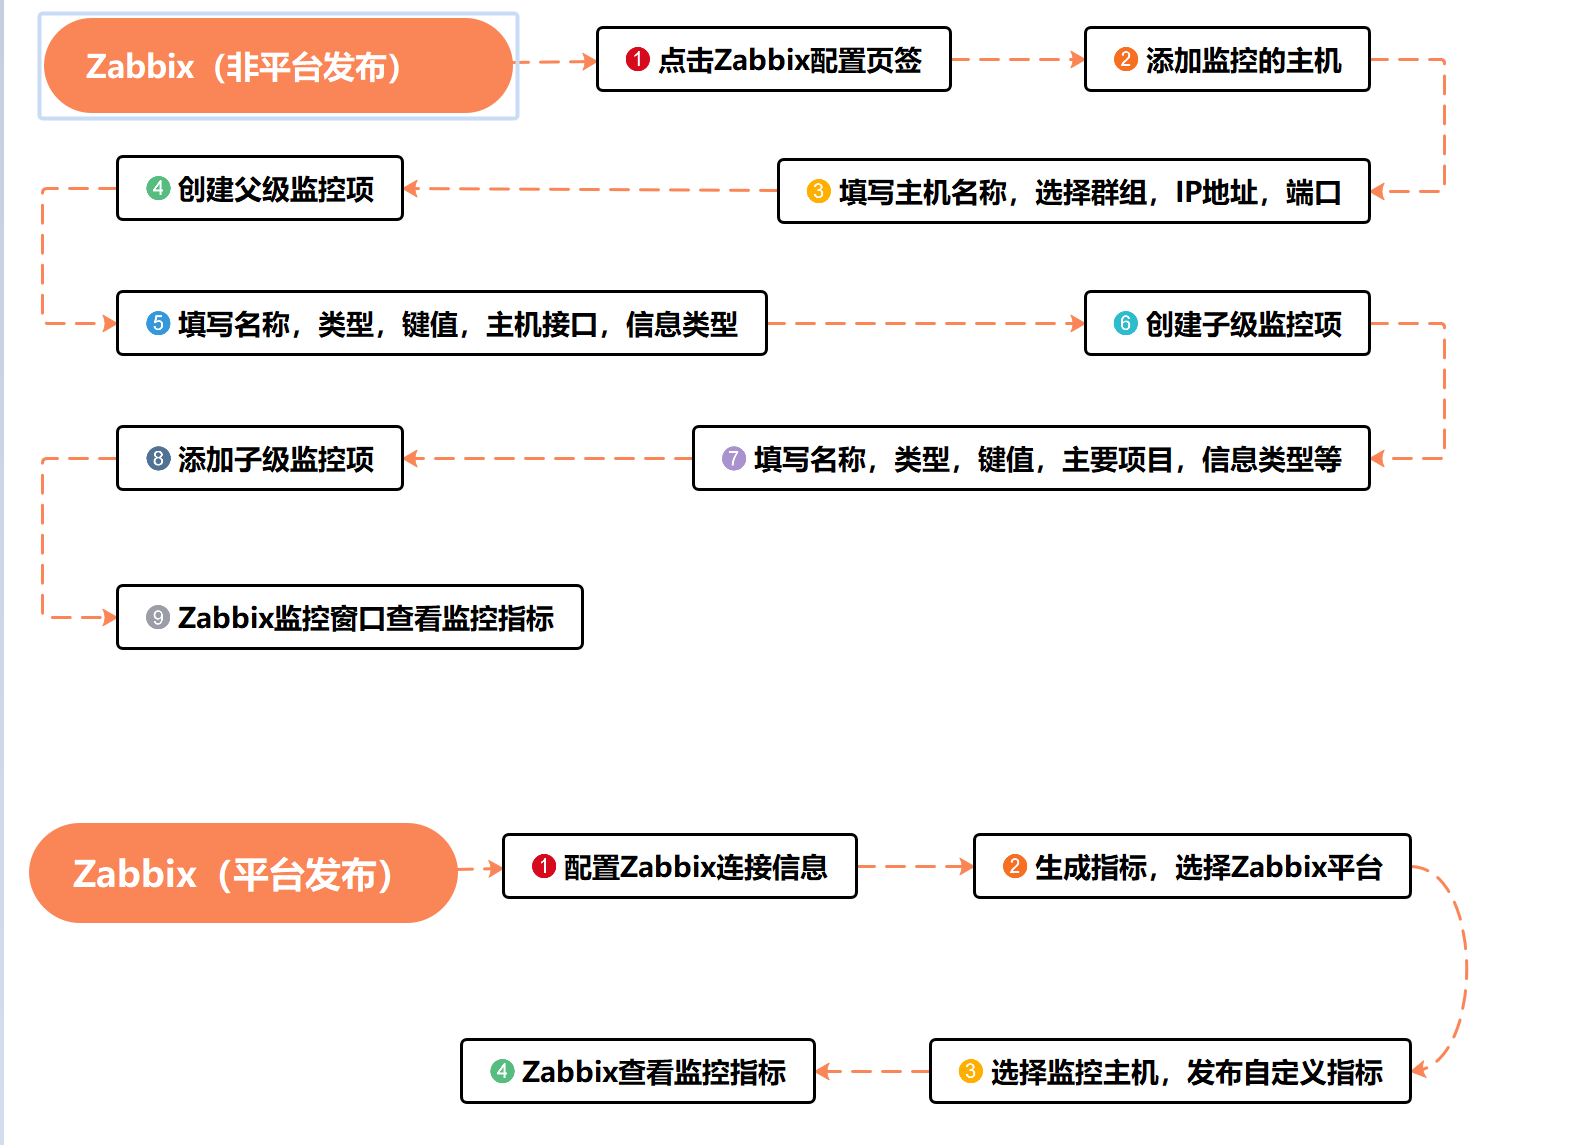 Zabbix（非平台发布）
① 点击Zabbix配置页签
② 添加监控的主机
③ 填写主机名称，选择群组，IP地址，端口
④ 创建父级监控项
⑤ 填写名称，类型，键值，主机接口，信息类型
⑥ 创建子级监控项
⑦ 填写名称，类型，键值，主要项目，信息类型等
⑧ 添加子级监控项
⑨ Zabbix监控窗口查看监控指标
Zabbix（平台发布）
① 配置Zabbix连接信息
② 生成指标，选择Zabbix平台
③ 选择监控主机，发布自定义指标
④ Zabbix查看监控指标